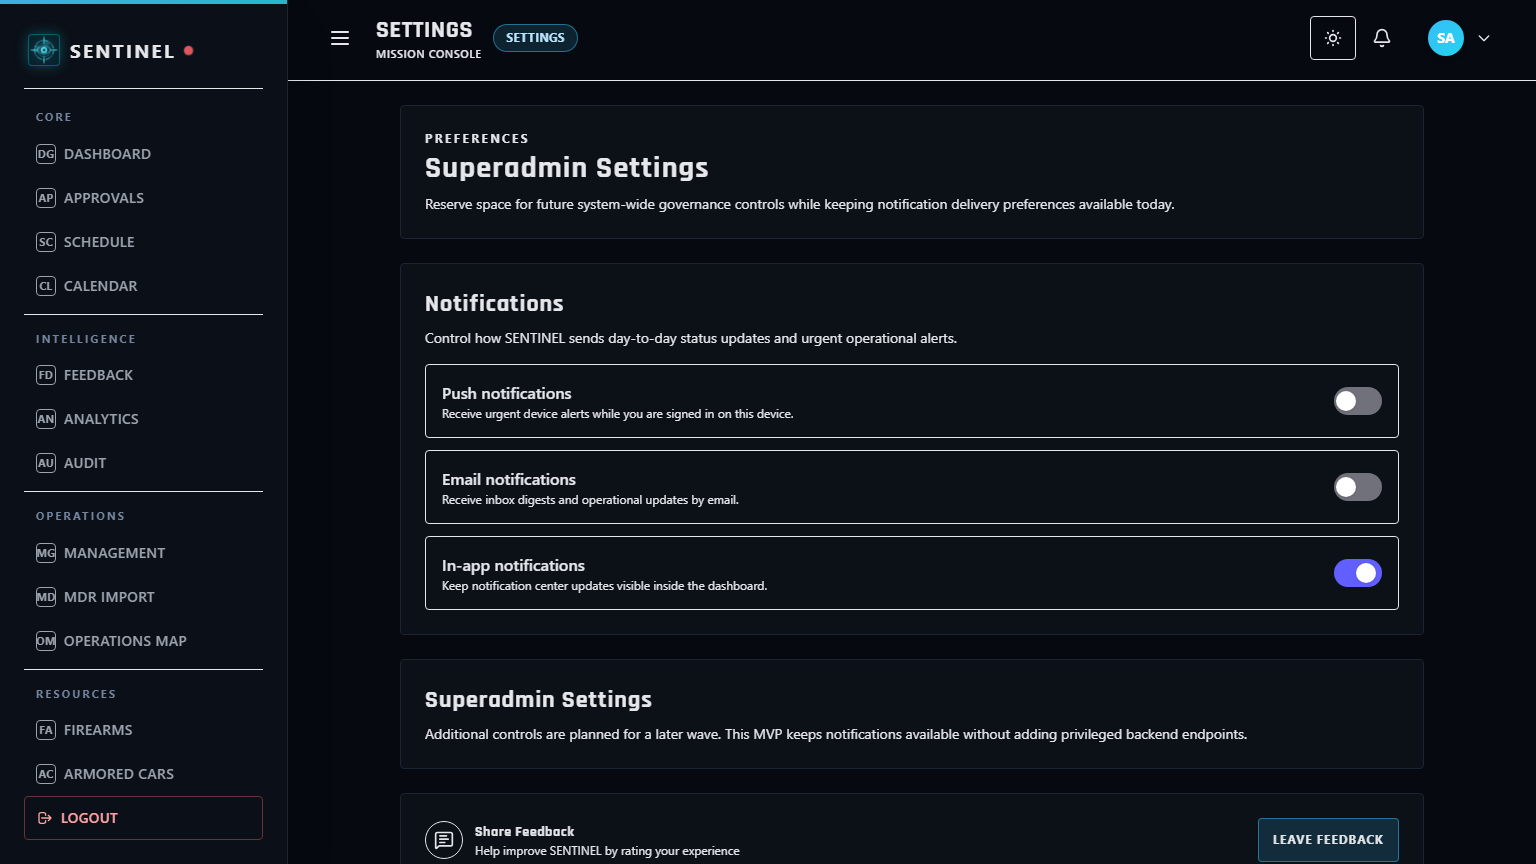 SENTINEL
CORE
DG DASHBOARD
AP APPROVALS
SC SCHEDULE
CL CALENDAR
INTELLIGENCE
FD FEEDBACK
AN ANALYTICS
AU AUDIT
OPERATIONS
MG MANAGEMENT
MD MDR IMPORT
OM OPERATIONS MAP
RESOURCES
FA FIREARMS
AC ARMORED CARS
LOGOUT
SETTINGS
MISSION CONSOLE
SETTINGS
SA
PREFERENCES
Superadmin Settings
Reserve space for future system-wide governance controls while keeping notification delivery preferences available today.
Notifications
Control how SENTINEL sends day-to-day status updates and urgent operational alerts.
Push notifications
Receive urgent device alerts while you are signed in on this device.
Email notifications
Receive inbox digests and operational updates by email.
In-app notifications
Keep notification center updates visible inside the dashboard.
Superadmin Settings
Additional controls are planned for a later wave. This MVP keeps notifications available without adding privileged backend endpoints.
Share Feedback
Help improve SENTINEL by rating your experience
LEAVE FEEDBACK